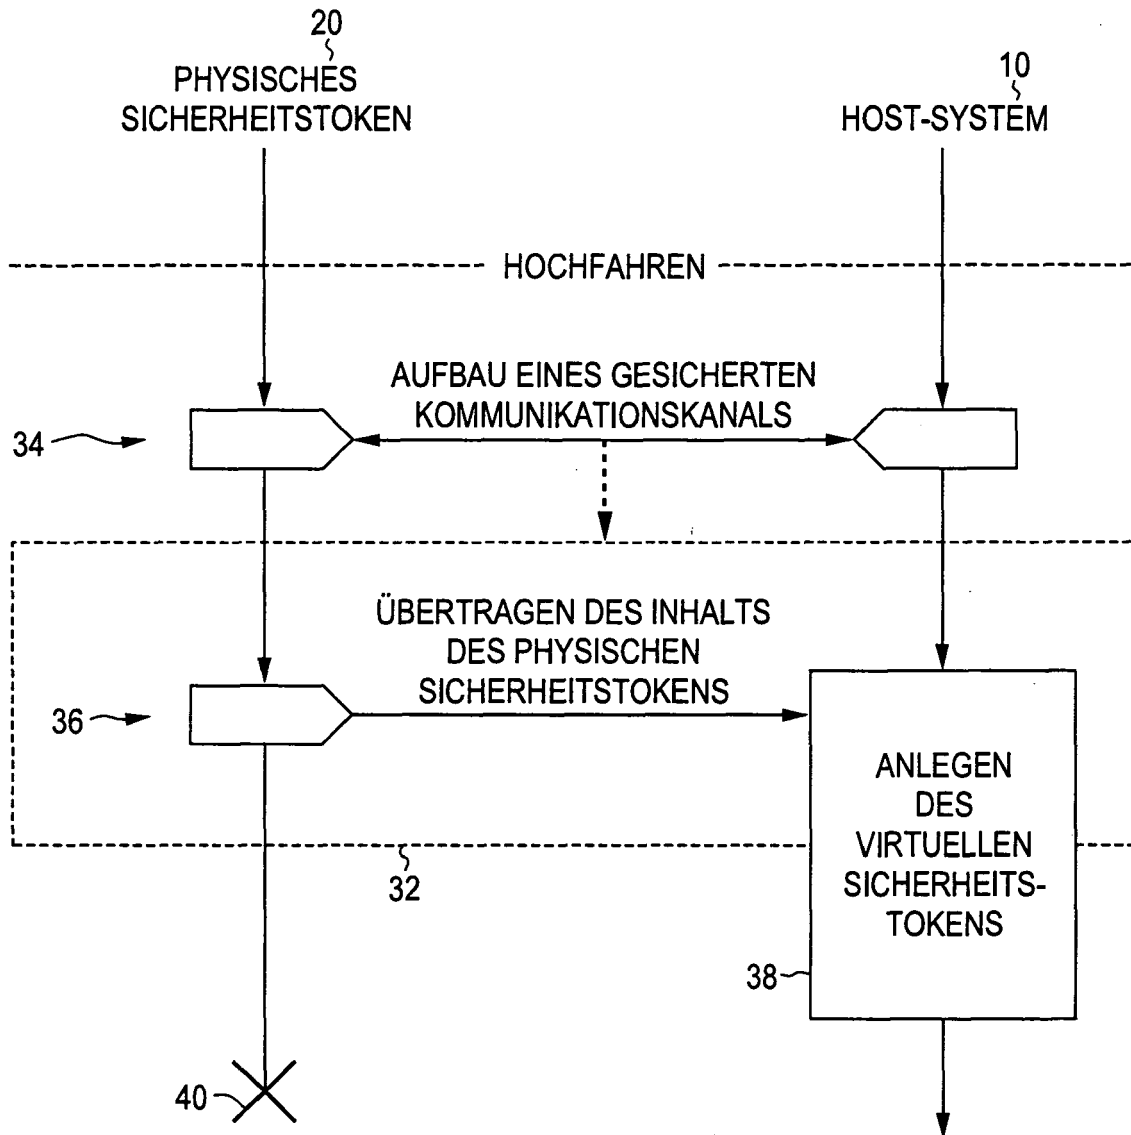 20
PHYSISCHES
SICHERHEITSTOKEN
10
HOST-SYSTEM
HOCHFAHREN
AUFBAU EINES GESICHERTEN
KOMMUNIKATIONSKANALS
34
ÜBERTRAGEN DES INHALTS
DES PHYSISCHEN
SICHERHEITSTOKENS
36
ANLEGEN
DES
VIRTUELLEN
SICHERHEITS-
TOKENS
32
38
40